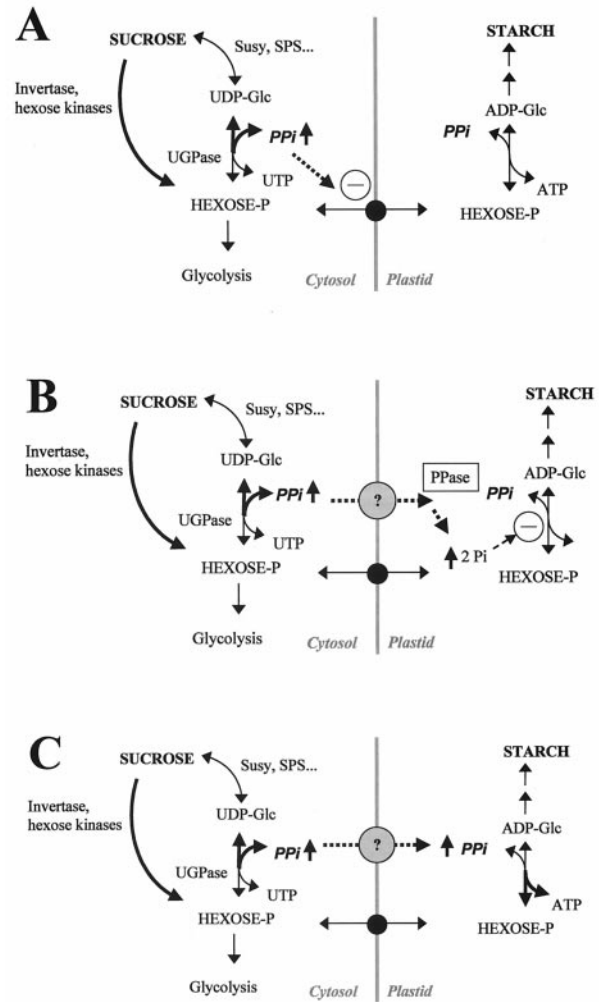 A
SUCROSE
Susy, SPS...
STARCH
Invertase,
hexose kinases
UDP-Glc
ADP-Glc
PPi
PPi
UGPase
UTP
−
ATP
HEXOSE-P
HEXOSE-P
Glycolysis
Cytosol
Plastid
B
SUCROSE
Susy, SPS...
STARCH
Invertase,
hexose kinases
UDP-Glc
PPase
ADP-Glc
PPi
?
PPi
UGPase
UTP
2 Pi
−
HEXOSE-P
HEXOSE-P
Glycolysis
Cytosol
Plastid
C
SUCROSE
Susy, SPS...
STARCH
Invertase,
hexose kinases
UDP-Glc
ADP-Glc
PPi
?
PPi
UGPase
UTP
ATP
HEXOSE-P
HEXOSE-P
Glycolysis
Cytosol
Plastid